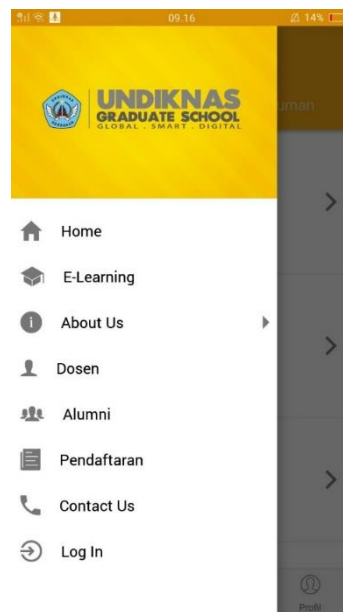 09.16
14%
UNDIKNAS
GRADUATE SCHOOL
GLOBAL . SMART . DIGITAL
uman
Home
E-Learning
About Us
Dosen
Alumni
Pendaftaran
Contact Us
Log In
Profil